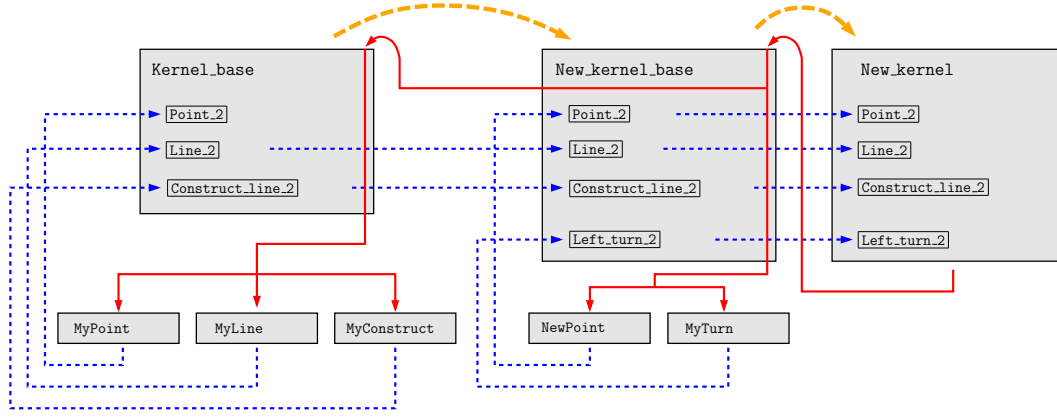 Kernel_base
Point_2
Line_2
Construct_line_2
New_kernel_base
Point_2
Line_2
Construct_line_2
Left_turn_2
New_kernel
Point_2
Line_2
Construct_line_2
Left_turn_2
MyPoint
MyLine
MyConstruct
NewPoint
MyTurn